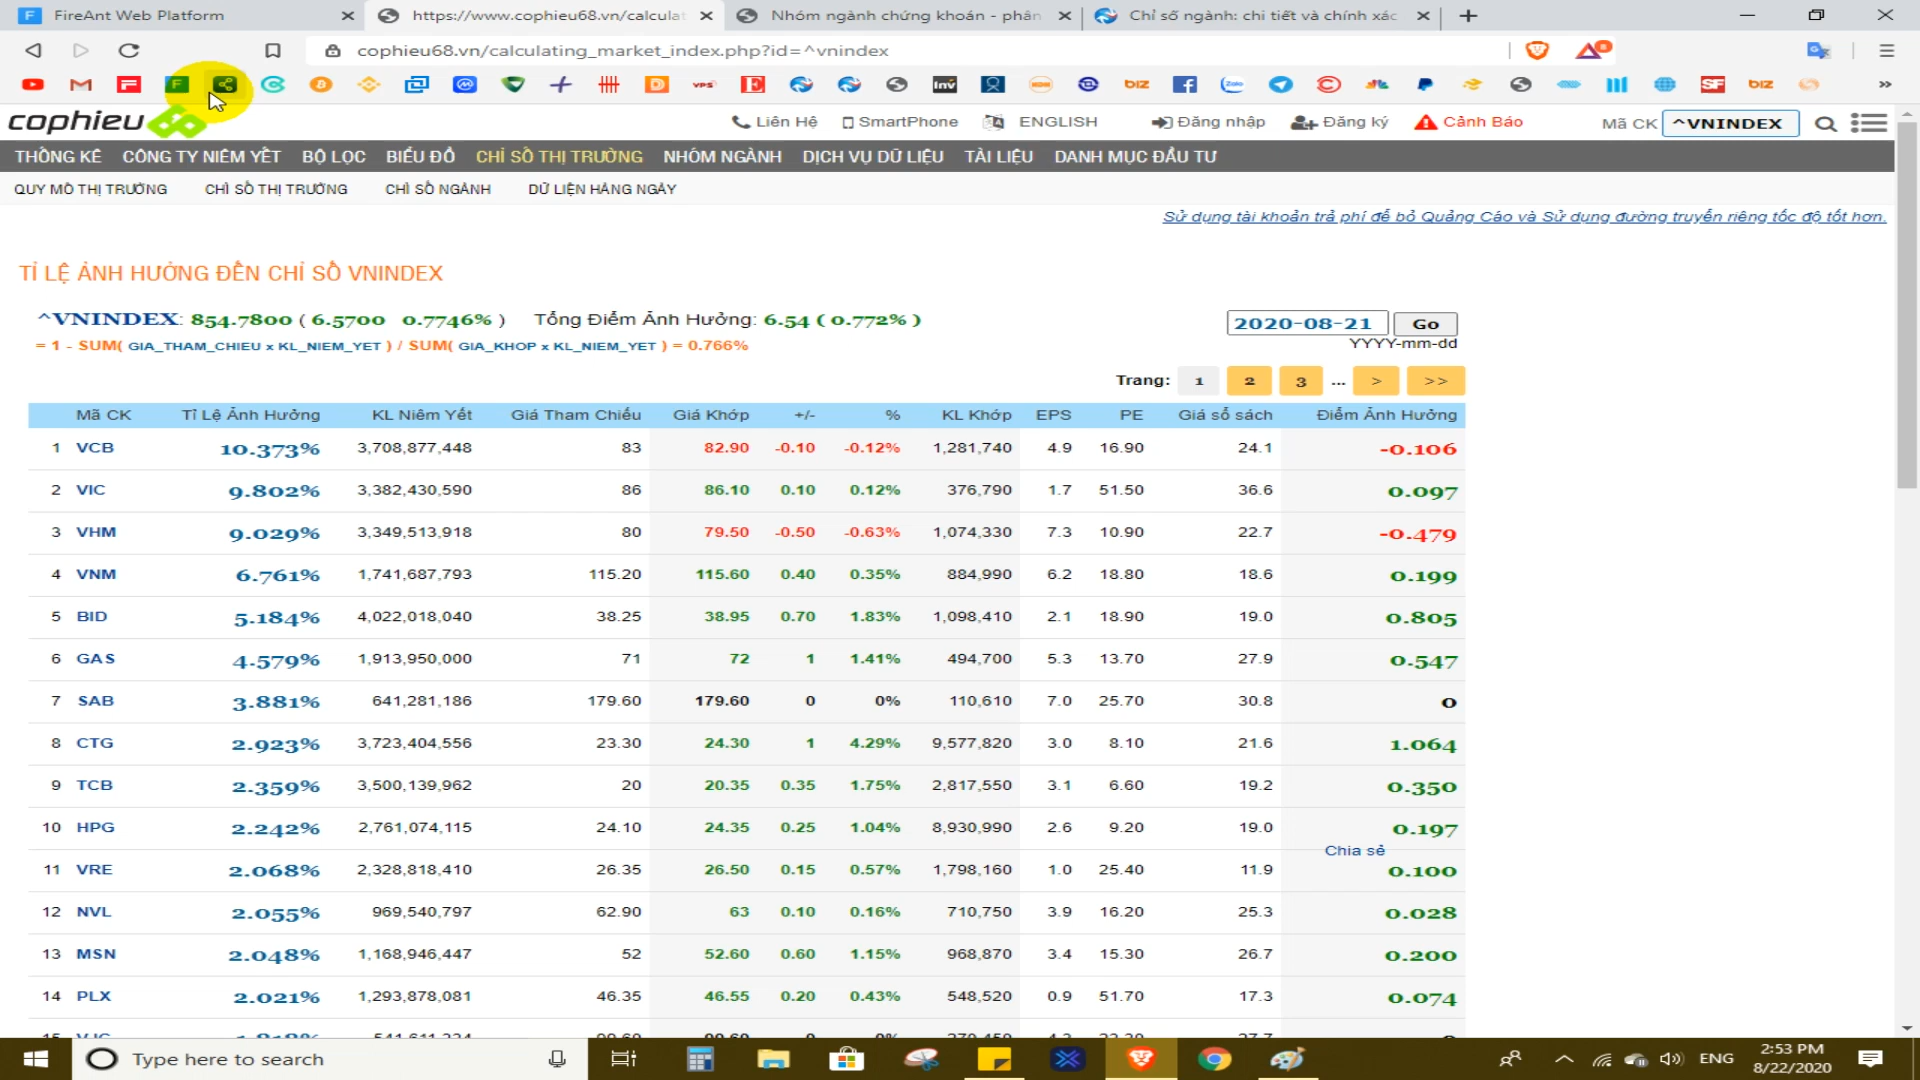 FireAnt Web Platform
https://www.cophieu68.vn/calculat
Nhóm ngành chứng khoán - phân
Chỉ số ngành: chi tiết và chính xác
cophieu68.vn/calculating_market_index.php?id=^vnindex
cophieu
Liên Hệ SmartPhone ENGLISH Đăng nhập Đăng ký Cảnh Báo Mã CK ^VNINDEX
THỐNG KÊ CÔNG TY NIÊM YẾT BỘ LỌC BIỂU ĐỒ CHỈ SỐ THỊ TRƯỜNG NHÓM NGÀNH DỊCH VỤ DỮ LIỆU TÀI LIỆU DANH MỤC ĐẦU TƯ
QUY MÔ THỊ TRƯỜNG CHỈ SỐ THỊ TRƯỜNG CHỈ SỐ NGÀNH DỮ LIỆN HÀNG NGÀY
Sử dụng tài khoản trả phí để bỏ Quảng Cáo và Sử dụng đường truyền riêng tốc độ tốt hơn.
TỈ LỆ ẢNH HƯỞNG ĐẾN CHỈ SỐ VNINDEX
^VNINDEX: 854.7800 ( 6.5700 0.7746% ) Tổng Điểm Ảnh Hưởng: 6.54 ( 0.772% )
2020-08-21 Go
= 1 - SUM( GIA_THAM_CHIEU x KL_NIEM_YET ) / SUM( GIA_KHOP x KL_NIEM_YET ) = 0.766%
YYYY-mm-dd
Trang: 1 2 3 ... > >>
Mã CK Tỉ Lệ Ảnh Hưởng KL Niêm Yết Giá Tham Chiếu Giá Khớp +/- % KL Khớp EPS PE Giá sổ sách Điểm Ảnh Hưởng
1 VCB 10.373% 3,708,877,448 83 82.90 -0.10 -0.12% 1,281,740 4.9 16.90 24.1 -0.106
2 VIC 9.802% 3,382,430,590 86 86.10 0.10 0.12% 376,790 1.7 51.50 36.6 0.097
3 VHM 9.029% 3,349,513,918 80 79.50 -0.50 -0.63% 1,074,330 7.3 10.90 22.7 -0.479
4 VNM 6.761% 1,741,687,793 115.20 115.60 0.40 0.35% 884,990 6.2 18.80 18.6 0.199
5 BID 5.184% 4,022,018,040 38.25 38.95 0.70 1.83% 1,098,410 2.1 18.90 19.0 0.805
6 GAS 4.579% 1,913,950,000 71 72 1 1.41% 494,700 5.3 13.70 27.9 0.547
7 SAB 3.881% 641,281,186 179.60 179.60 0 0% 110,610 7.0 25.70 30.8 0
8 CTG 2.923% 3,723,404,556 23.30 24.30 1 4.29% 9,577,820 3.0 8.10 21.6 1.064
9 TCB 2.359% 3,500,139,962 20 20.35 0.35 1.75% 2,817,550 3.1 6.60 19.2 0.350
10 HPG 2.242% 2,761,074,115 24.10 24.35 0.25 1.04% 8,930,990 2.6 9.20 19.0 0.197
Chia sẻ
11 VRE 2.068% 2,328,818,410 26.35 26.50 0.15 0.57% 1,798,160 1.0 25.40 11.9 0.100
12 NVL 2.055% 969,540,797 62.90 63 0.10 0.16% 710,750 3.9 16.20 25.3 0.028
13 MSN 2.048% 1,168,946,447 52 52.60 0.60 1.15% 968,870 3.4 15.30 26.7 0.200
14 PLX 2.021% 1,293,878,081 46.35 46.55 0.20 0.43% 548,520 0.9 51.70 17.3 0.074
Type here to search
ENG
2:53 PM
8/22/2020